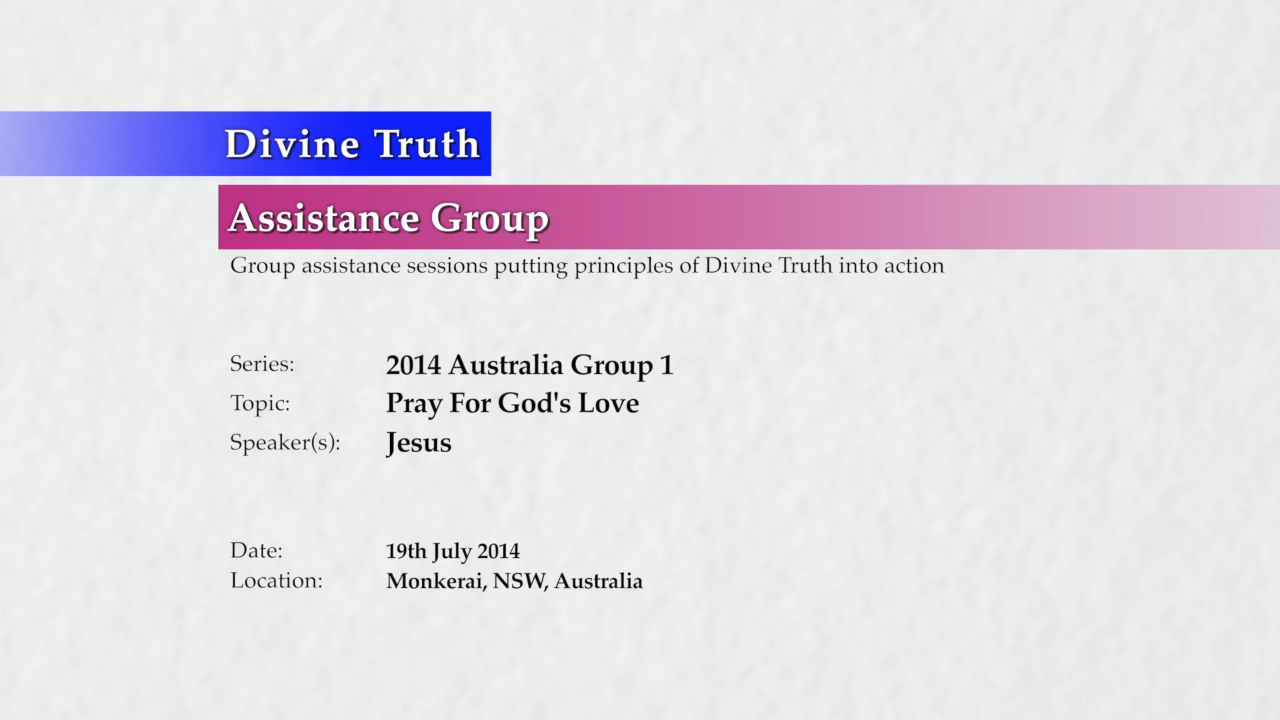 Divine Truth
Assistance Group
Group assistance sessions putting principles of Divine Truth into action
Series: 2014 Australia Group 1
Topic: Pray For God's Love
Speaker(s): Jesus
Date: 19th July 2014
Location: Monkerai, NSW, Australia